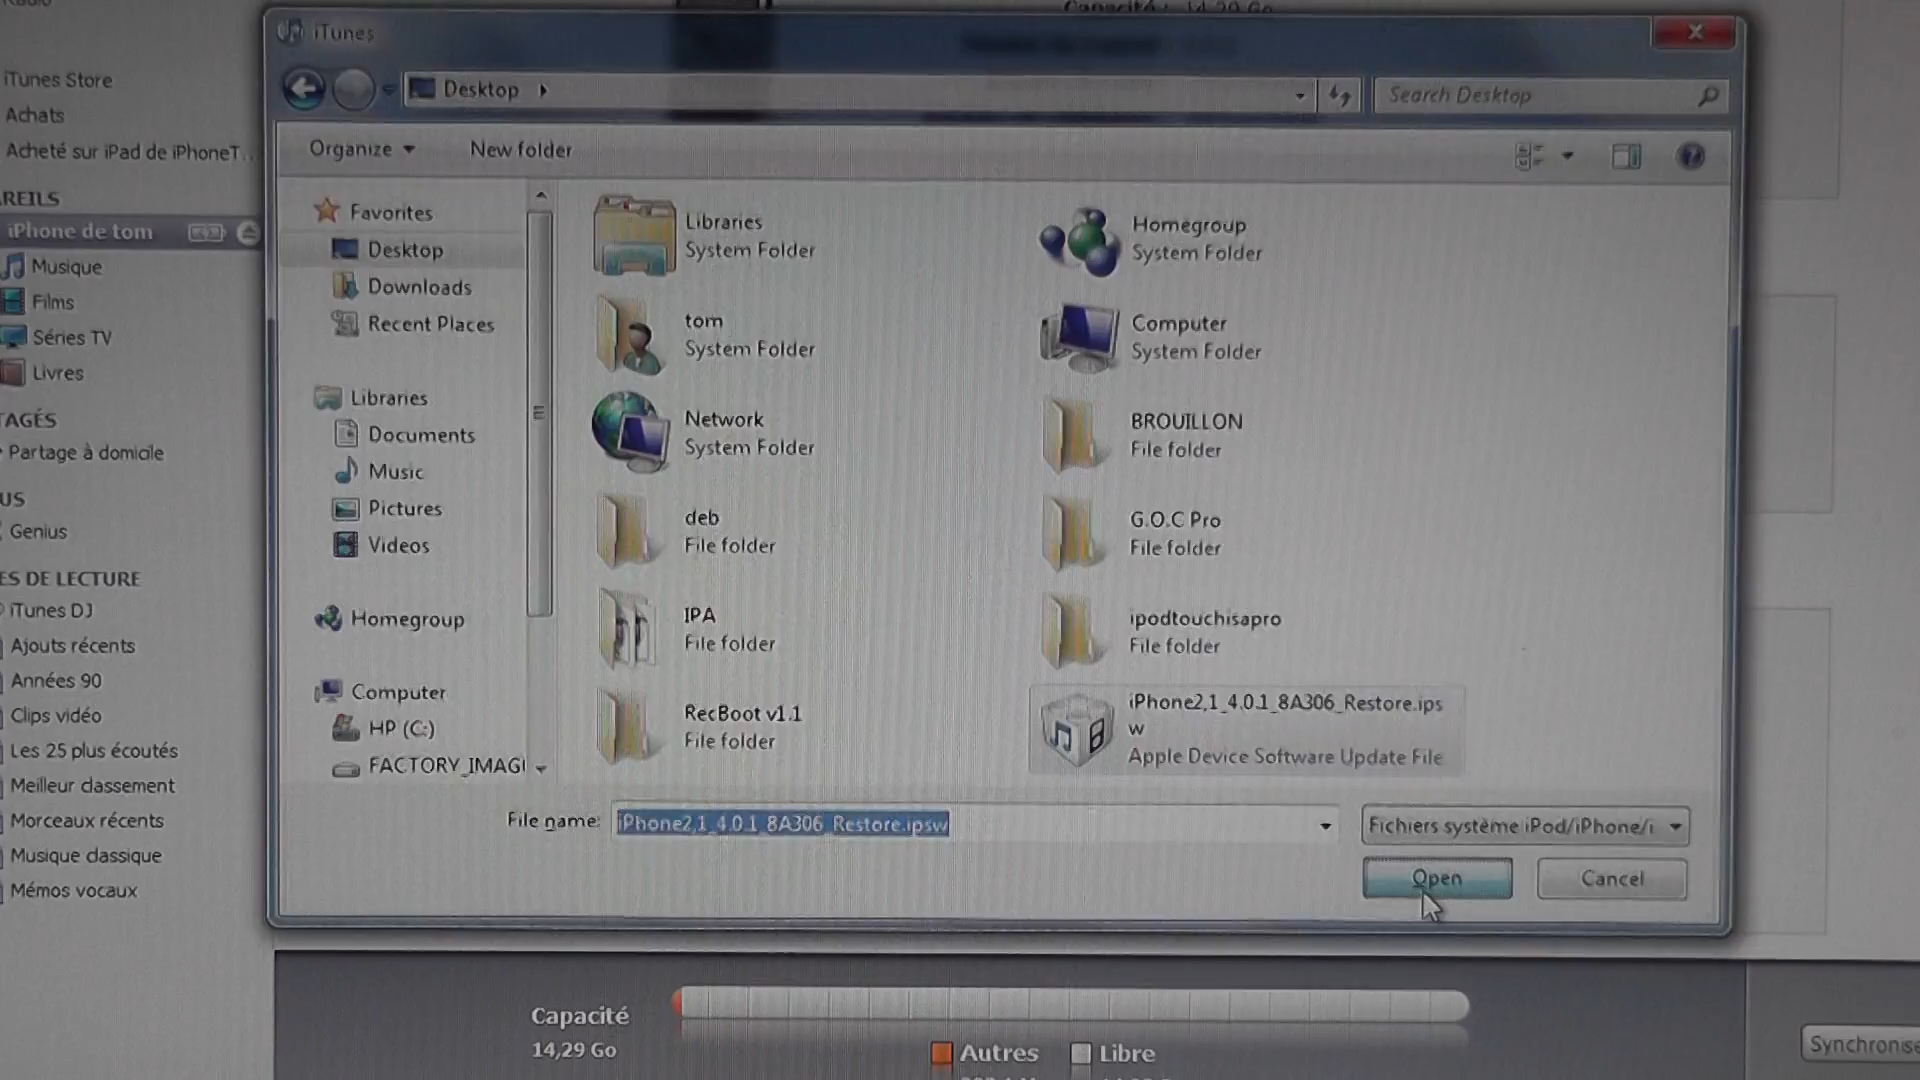 Capacité : 14,29 Go
iTunes
Desktop
Search Desktop
iTunes Store
Achats
Acheté sur iPad de iPhoneT...
Organize
New folder
REILS
iPhone de tom
Musique
Films
Séries TV
Livres
TAGÉS
Partage à domicile
US
Genius
ES DE LECTURE
iTunes DJ
Ajouts récents
Années 90
Clips vidéo
Les 25 plus écoutés
Meilleur classement
Morceaux récents
Musique classique
Mémos vocaux
Favorites
Desktop
Downloads
Recent Places
Libraries
Documents
Music
Pictures
Videos
Homegroup
Computer
HP (C:)
FACTORY_IMAG
Libraries
System Folder
Homegroup
System Folder
tom
System Folder
Computer
System Folder
Network
System Folder
BROUILLON
File folder
deb
File folder
G.O.C Pro
File folder
IPA
File folder
ipodtouchisapro
File folder
RecBoot v1.1
File folder
iPhone2,1_4.0.1_8A306_Restore.ips
w
Apple Device Software Update File
File name:
iPhone2,1_4.0.1_8A306_Restore.ipsw
Fichiers système iPod/iPhone/i
Open
Cancel
Capacité
14,29 Go
Autres
Libre
Synchronise